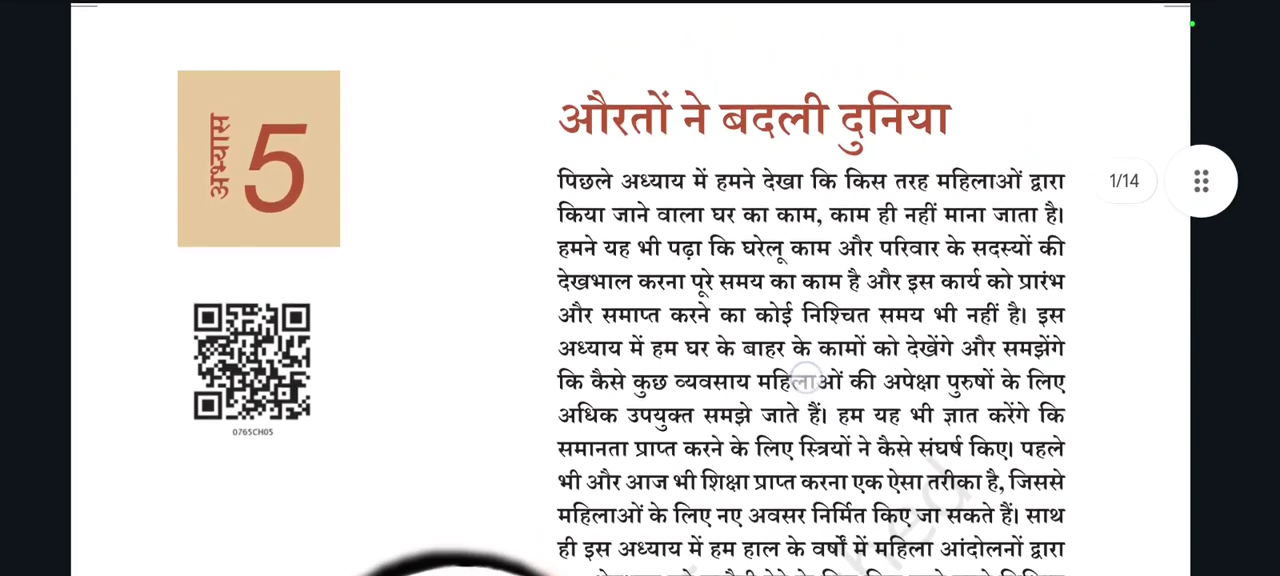 अभ्यास
5
औरतों ने बदली दुनिया
पिछले अध्याय में हमने देखा कि किस तरह महिलाओं द्वारा
किया जाने वाला घर का काम, काम ही नहीं माना जाता है।
हमने यह भी पढ़ा कि घरेलू काम और परिवार के सदस्यों की
देखभाल करना पूरे समय का काम है और इस कार्य को प्रारंभ
और समाप्त करने का कोई निश्चित समय भी नहीं है। इस
अध्याय में हम घर के बाहर के कामों को देखेंगे और समझेंगे
कि कैसे कुछ व्यवसाय महिलाओं की अपेक्षा पुरुषों के लिए
अधिक उपयुक्त समझे जाते हैं। हम यह भी ज्ञात करेंगे कि
समानता प्राप्त करने के लिए स्त्रियों ने कैसे संघर्ष किए। पहले
भी और आज भी शिक्षा प्राप्त करना एक ऐसा तरीका है, जिससे
महिलाओं के लिए नए अवसर निर्मित किए जा सकते हैं। साथ
ही इस अध्याय में हम हाल के वर्षों में महिला आंदोलनों द्वारा
0765CH05
1/14